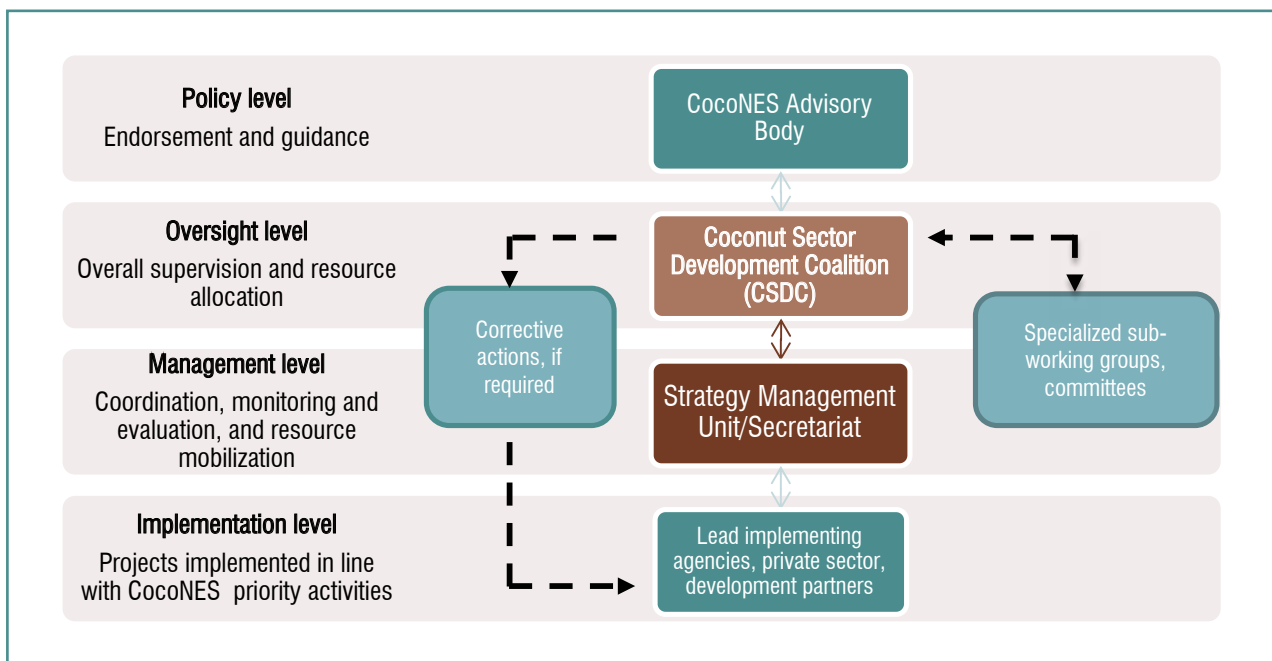 Policy level
Endorsement and guidance
CocoNES Advisory
Body
Oversight level
Overall supervision and resource
allocation
Coconut Sector
Development Coalition
(CSDC)
Corrective
actions, if
required
Specialized sub-
working groups,
committees
Management level
Coordination, monitoring and
evaluation, and resource
mobilization
Strategy Management
Unit/Secretariat
Implementation level
Projects implemented in line
with CocoNES priority activities
Lead implementing
agencies, private sector,
development partners